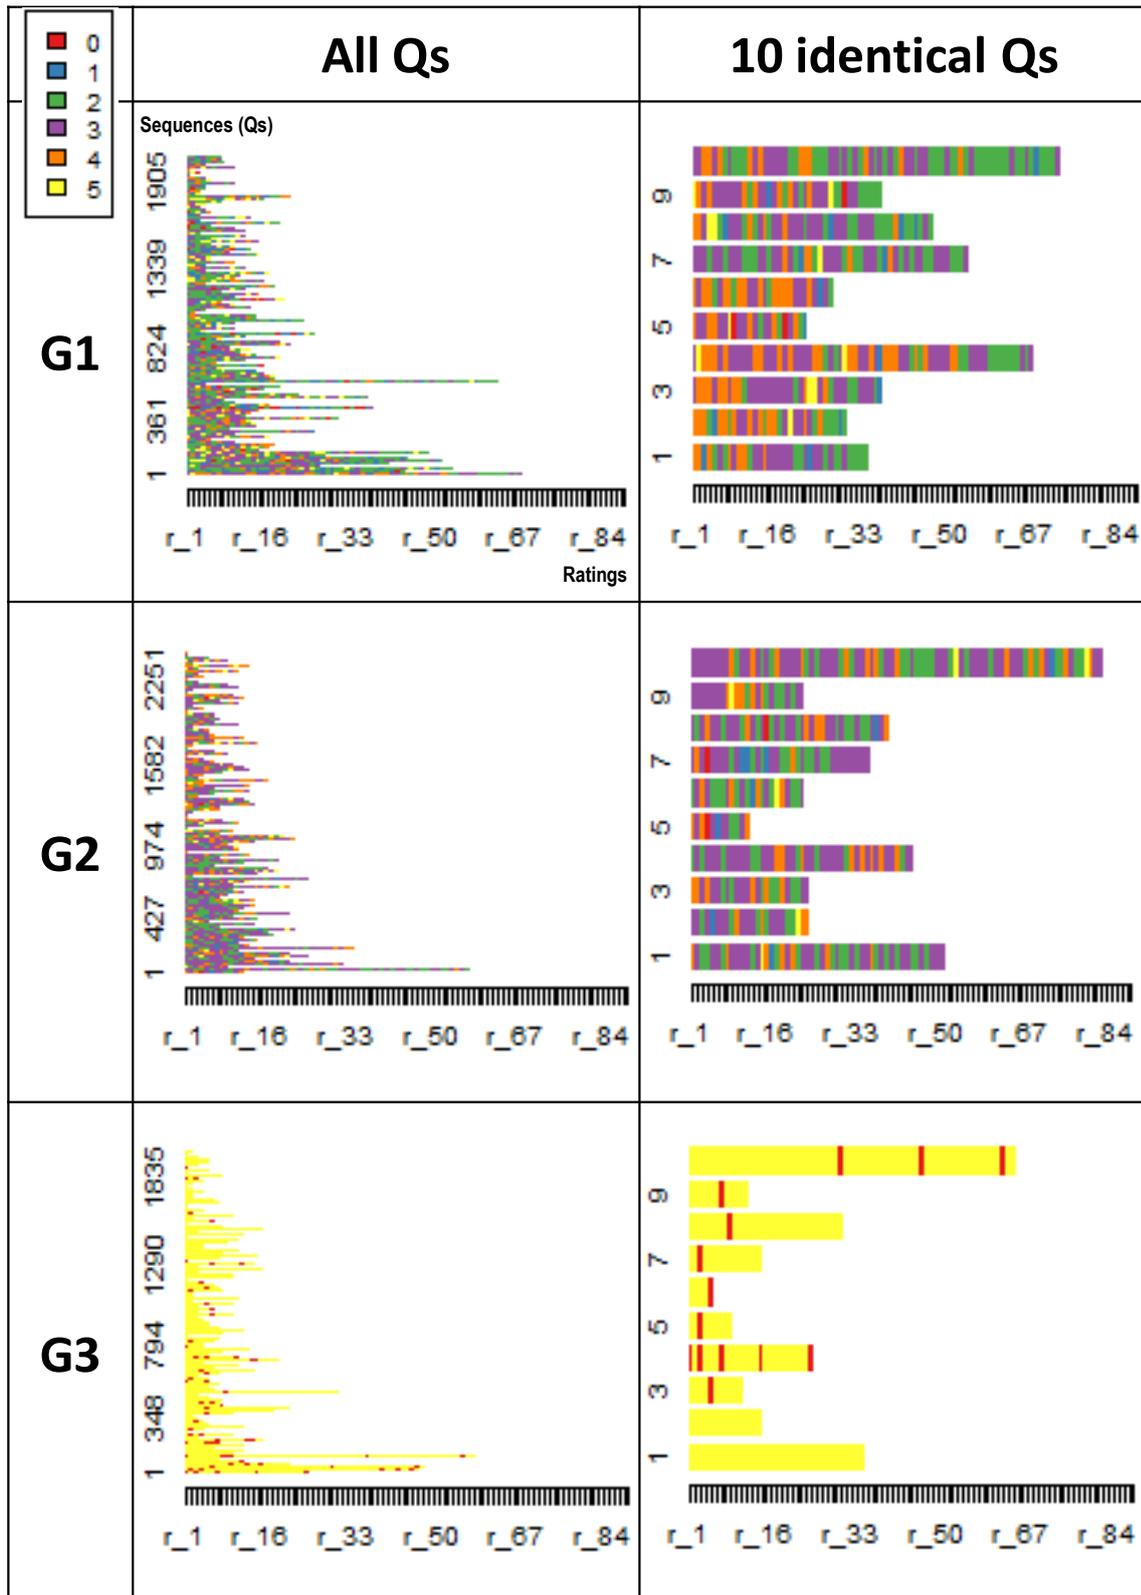 0
1
2
3
4
5
All Qs
10 identical Qs
G1
Sequences (Qs)
1905
1339
824
361
1
r_1 r_16 r_33 r_50 r_67 r_84
Ratings
9
7
5
3
1
r_1 r_16 r_33 r_50 r_67 r_84
G2
2251
1582
974
427
1
r_1 r_16 r_33 r_50 r_67 r_84
9
7
5
3
1
r_1 r_16 r_33 r_50 r_67 r_84
G3
1835
1290
794
348
1
r_1 r_16 r_33 r_50 r_67 r_84
9
7
5
3
1
r_1 r_16 r_33 r_50 r_67 r_84